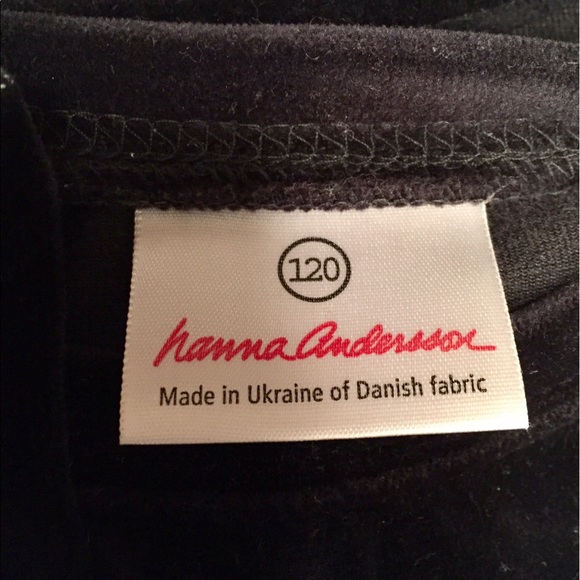 120
hanna Andersson
Made in Ukraine of Danish fabric